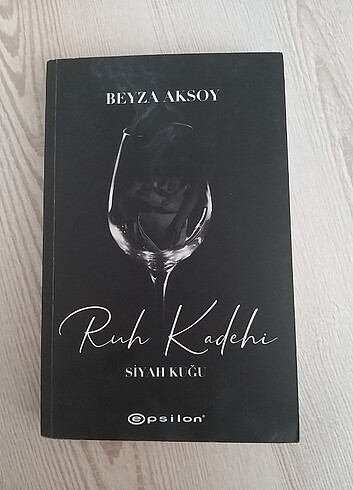 BEYZA AKSOY
Ruh Kadehi
SİYAH KUĞU
epsilon®